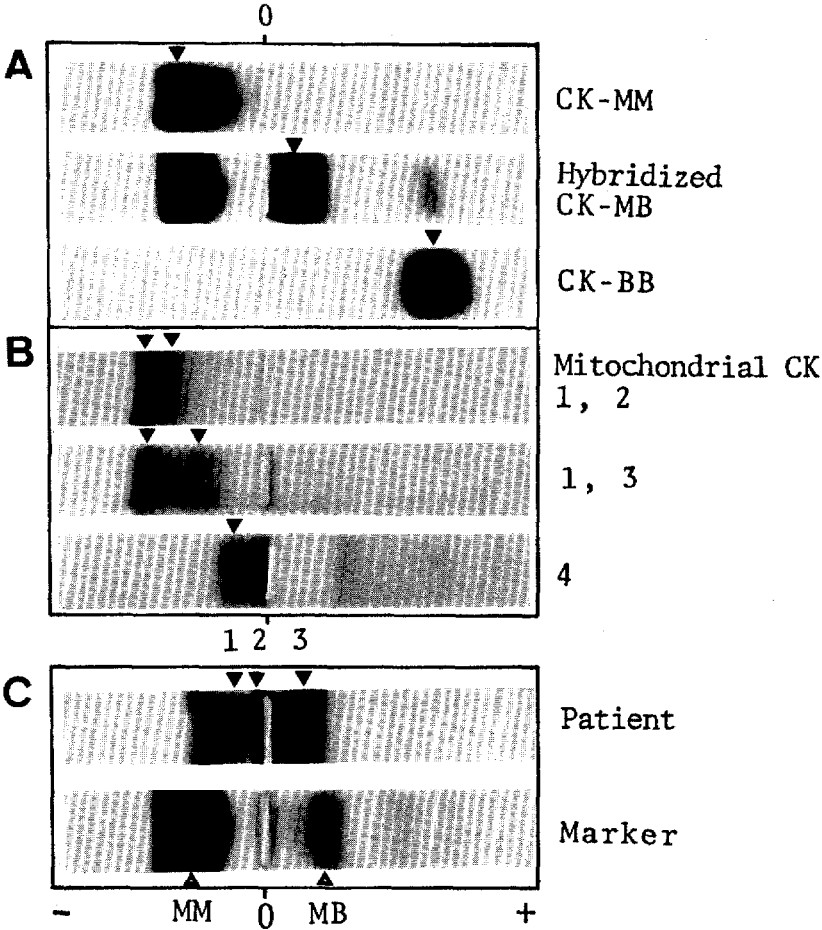 0
A
CK-MM
Hybridized
CK-MB
CK-BB
B
Mitochondrial CK
1, 2
1, 3
4
1 2 3
C
Patient
Marker
- MM 0 MB +